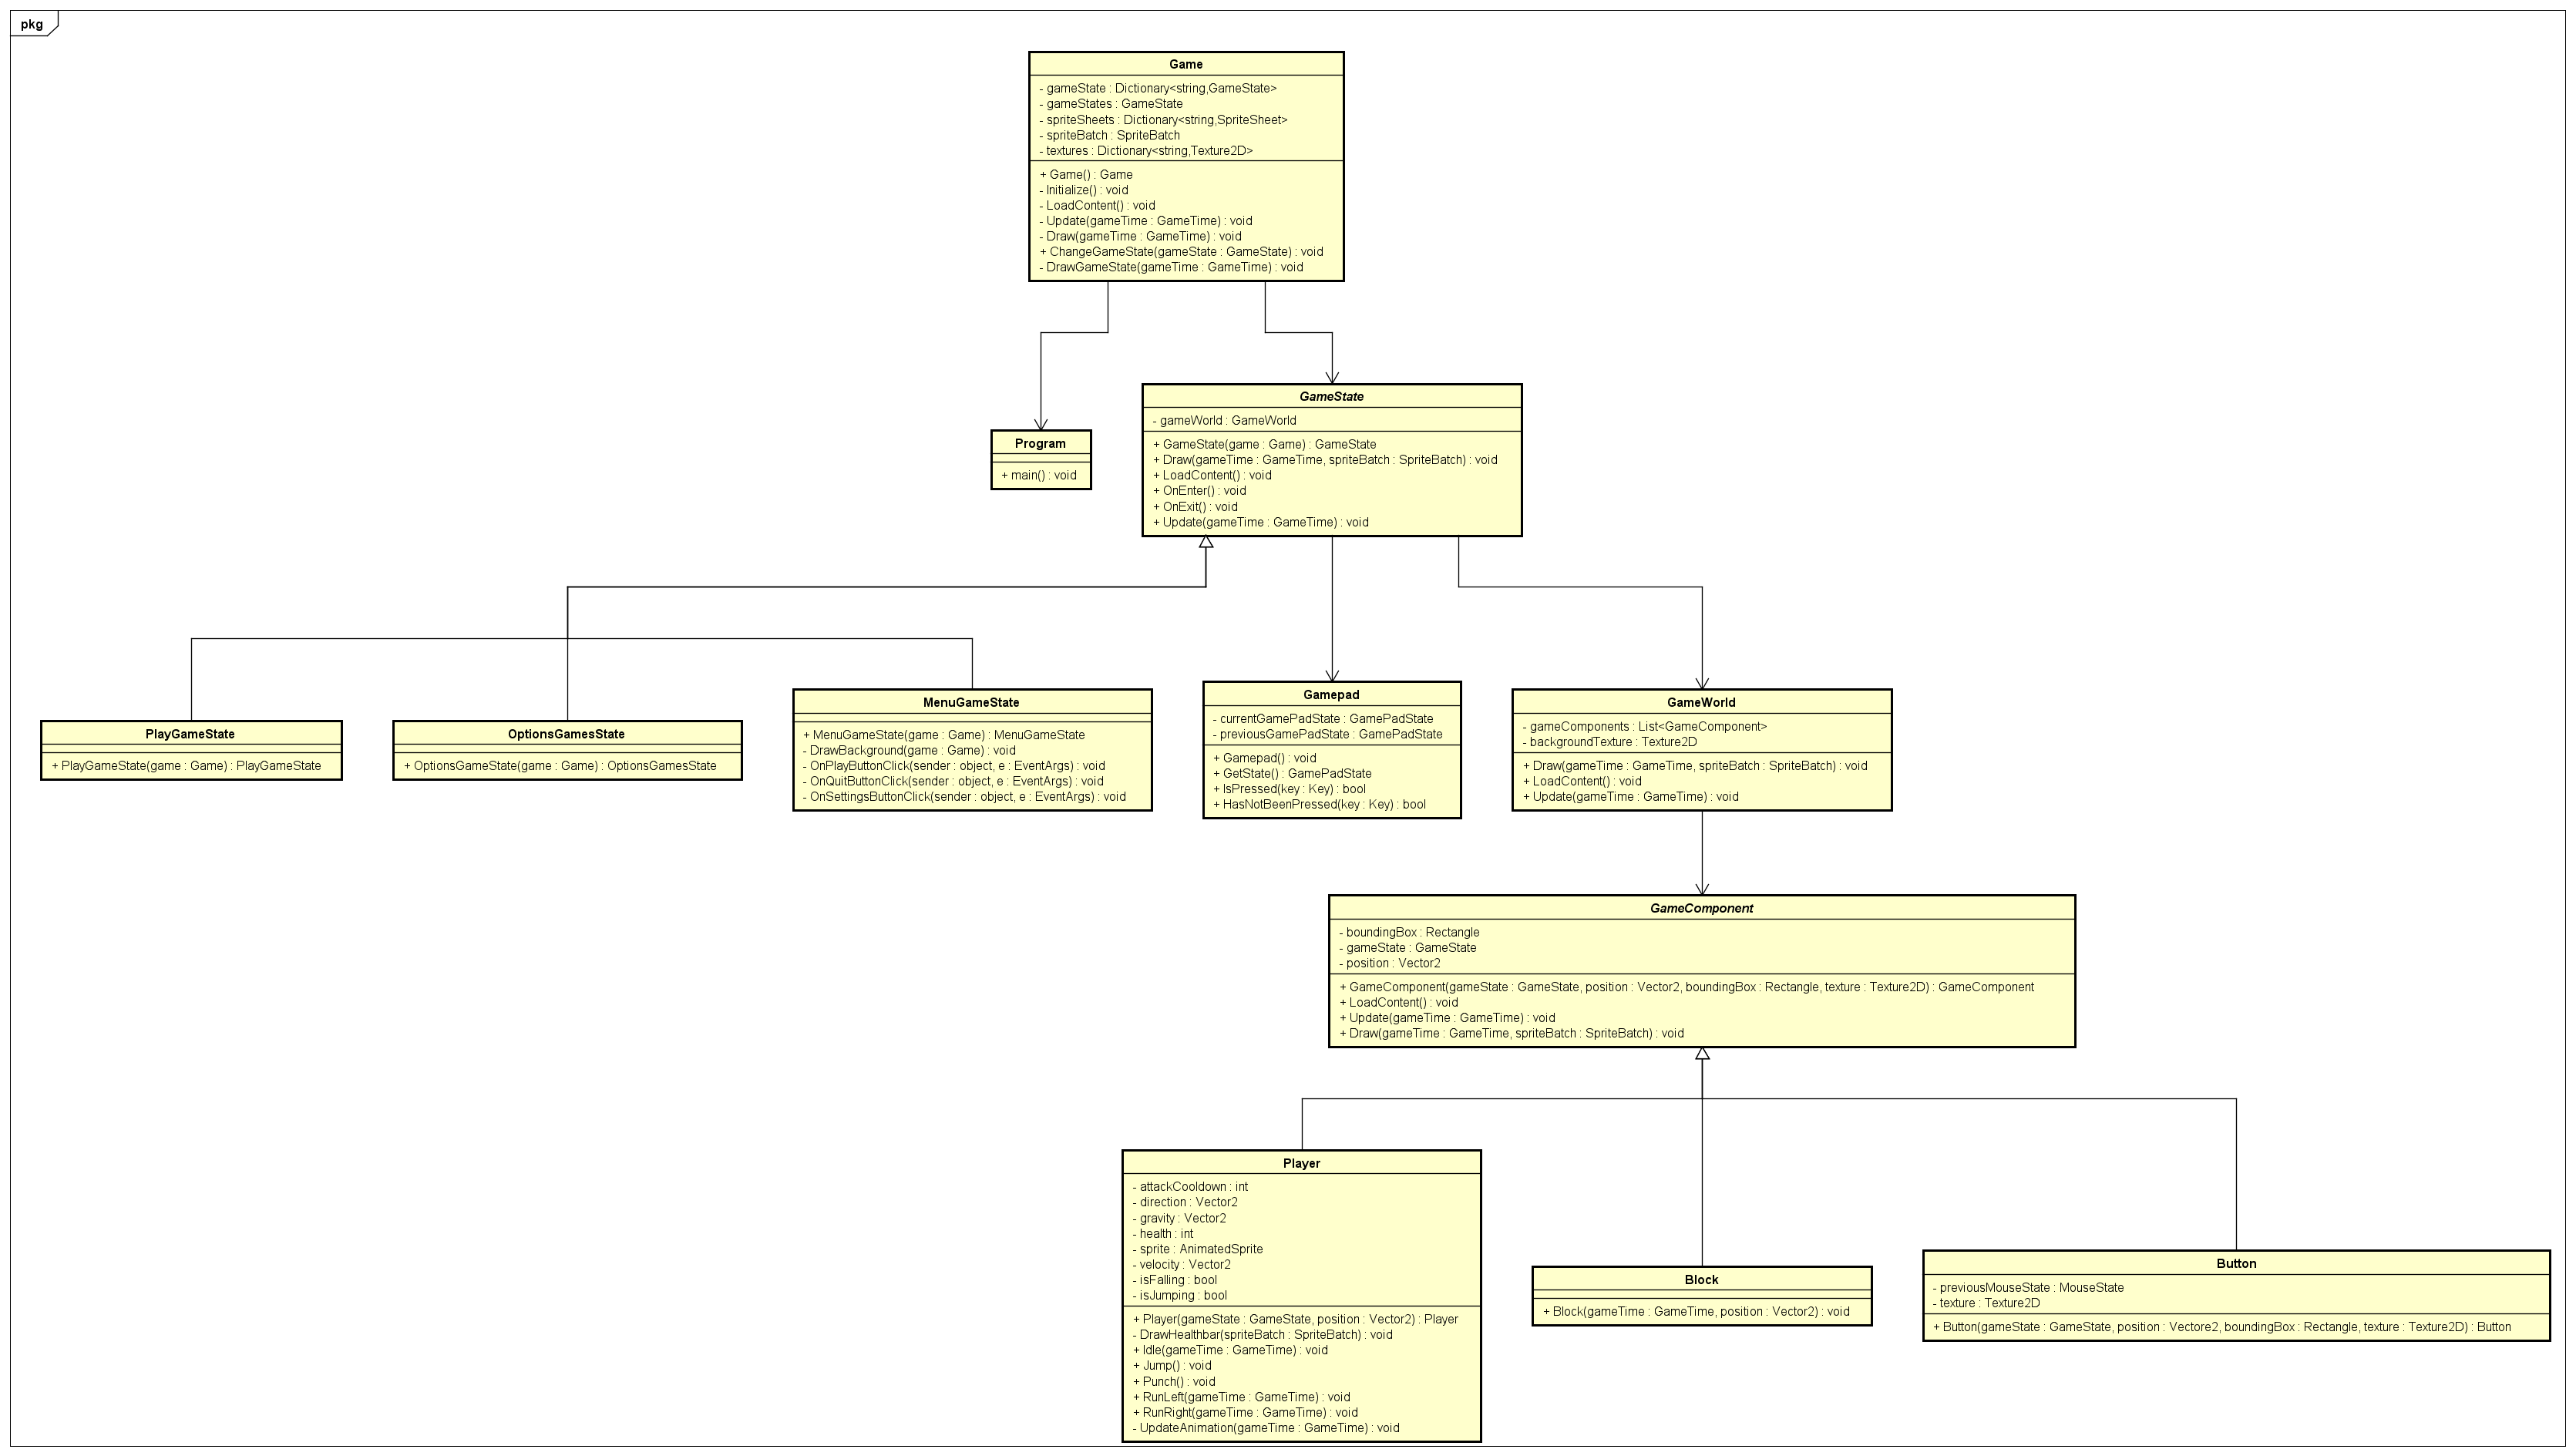 pkg
Game
- gameState : Dictionary<string,GameState>
- gameStates : GameState
- spriteSheets : Dictionary<string,SpriteSheet>
- spriteBatch : SpriteBatch
- textures : Dictionary<string,Texture2D>
+ Game() : Game
- Initialize() : void
- LoadContent() : void
- Update(gameTime : GameTime) : void
- Draw(gameTime : GameTime) : void
+ ChangeGameState(gameState : GameState) : void
- DrawGameState(gameTime : GameTime) : void
GameState
- gameWorld : GameWorld
+ GameState(game : Game) : GameState
+ Draw(gameTime : GameTime, spriteBatch : SpriteBatch) : void
+ LoadContent() : void
+ OnEnter() : void
+ OnExit() : void
+ Update(gameTime : GameTime) : void
Program
+ main() : void
PlayGameState
+ PlayGameState(game : Game) : PlayGameState
OptionsGamesState
+ OptionsGameState(game : Game) : OptionsGamesState
MenuGameState
+ MenuGameState(game : Game) : MenuGameState
- DrawBackground(game : Game) : void
- OnPlayButtonClick(sender : object, e : EventArgs) : void
- OnQuitButtonClick(sender : object, e : EventArgs) : void
- OnSettingsButtonClick(sender : object, e : EventArgs) : void
Gamepad
- currentGamePadState : GamePadState
- previousGamePadState : GamePadState
+ Gamepad() : void
+ GetState() : GamePadState
+ IsPressed(key : Key) : bool
+ HasNotBeenPressed(key : Key) : bool
GameWorld
- gameComponents : List<GameComponent>
- backgroundTexture : Texture2D
+ Draw(gameTime : GameTime, spriteBatch : SpriteBatch) : void
+ LoadContent() : void
+ Update(gameTime : GameTime) : void
GameComponent
- boundingBox : Rectangle
- gameState : GameState
- position : Vector2
+ GameComponent(gameState : GameState, position : Vector2, boundingBox : Rectangle, texture : Texture2D) : GameComponent
+ LoadContent() : void
+ Update(gameTime : GameTime) : void
+ Draw(gameTime : GameTime, spriteBatch : SpriteBatch) : void
Player
- attackCooldown : int
- direction : Vector2
- gravity : Vector2
- health : int
- sprite : AnimatedSprite
- velocity : Vector2
- isFalling : bool
- isJumping : bool
+ Player(gameState : GameState, position : Vector2) : Player
- DrawHealthbar(spriteBatch : SpriteBatch) : void
+ Idle(gameTime : GameTime) : void
+ Jump() : void
+ Punch() : void
+ RunLeft(gameTime : GameTime) : void
+ RunRight(gameTime : GameTime) : void
- UpdateAnimation(gameTime : GameTime) : void
Block
+ Block(gameTime : GameTime, position : Vector2) : void
Button
- previousMouseState : MouseState
- texture : Texture2D
+ Button(gameState : GameState, position : Vectore2, boundingBox : Rectangle, texture : Texture2D) : Button